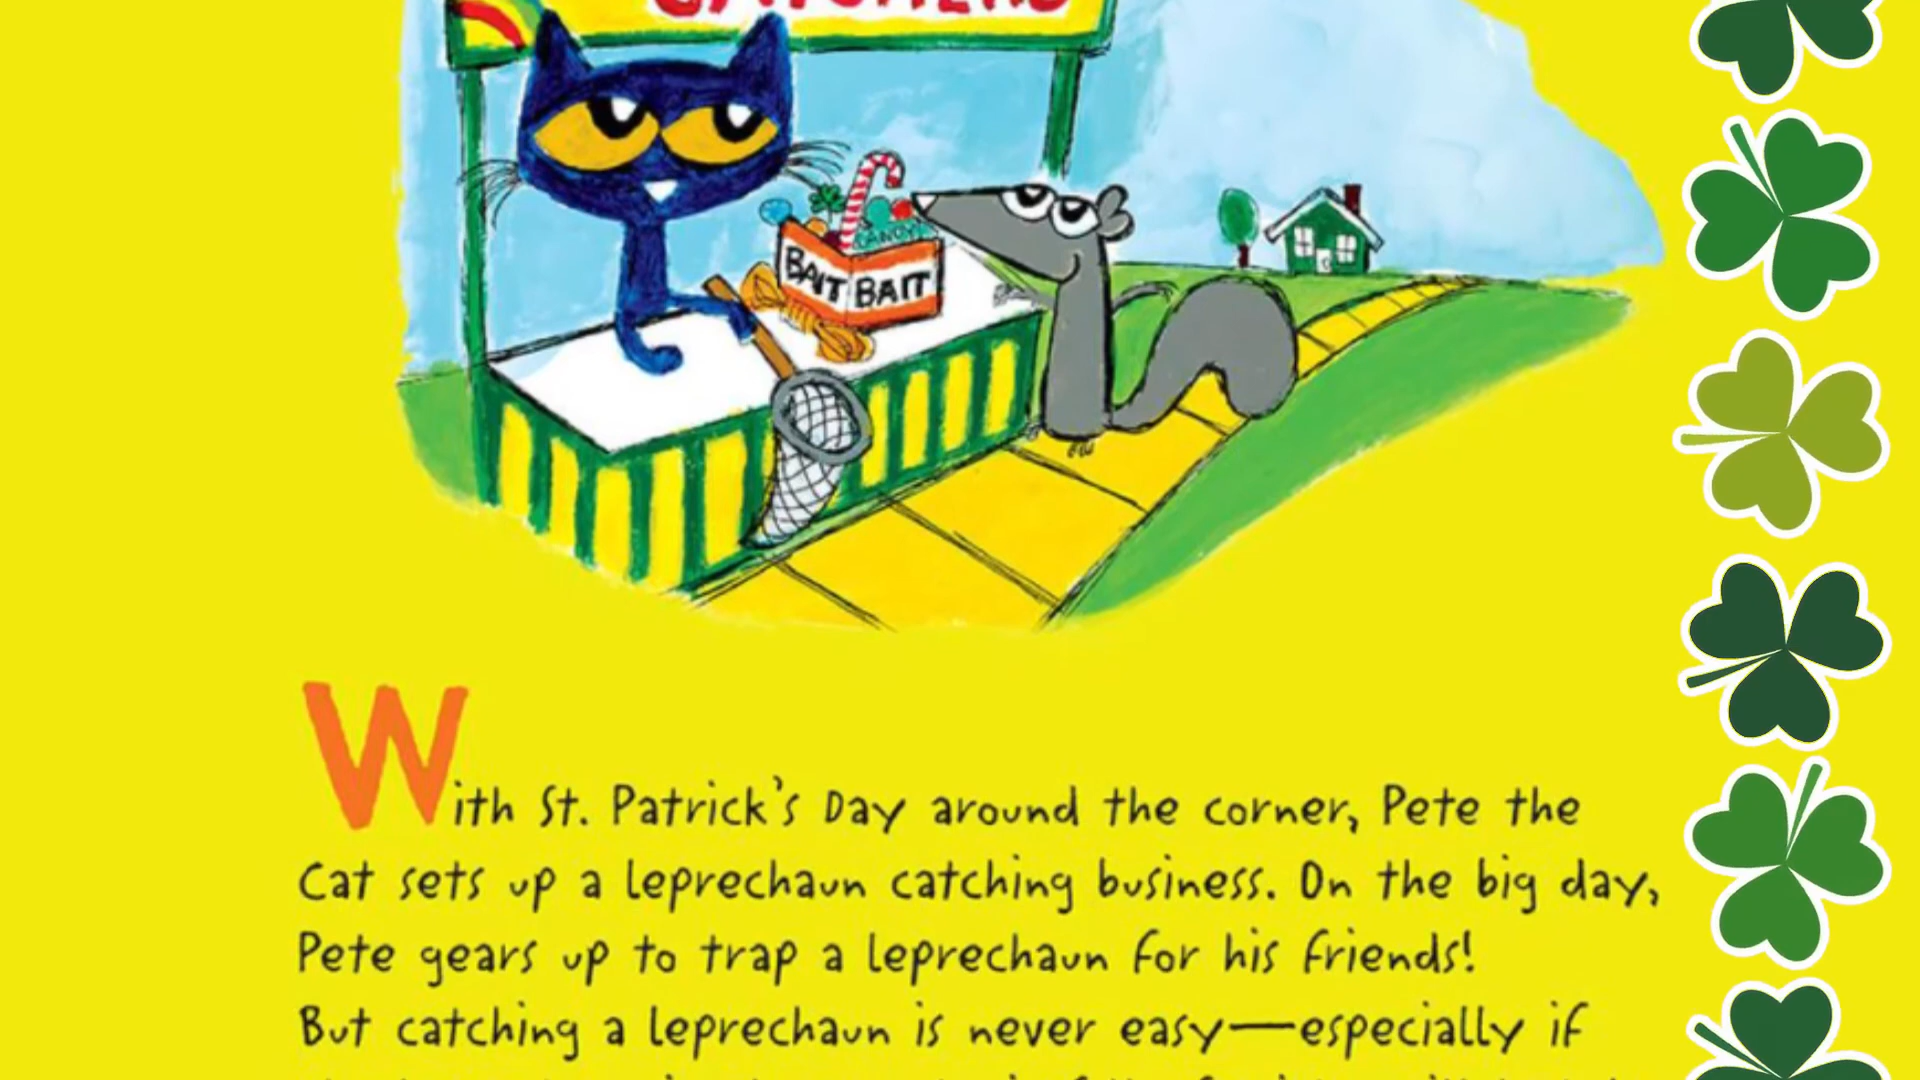 CATCHERS
CANDY
BAIT BAIT
With St. Patrick's Day around the corner, Pete the
Cat sets up a leprechaun catching business. On the big day,
Pete gears up to trap a leprechaun for his friends!
But catching a leprechaun is never easy—especially if